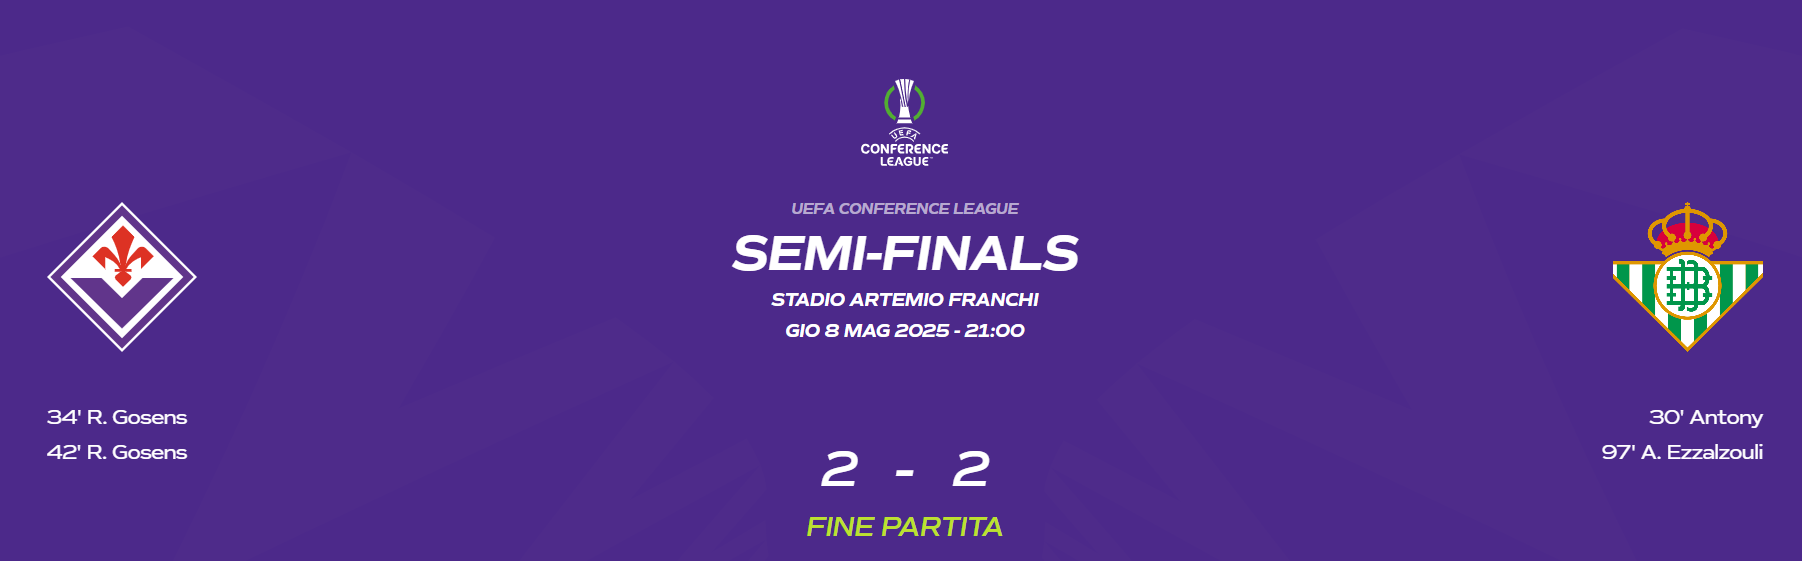 UEFA
CONFERENCE
LEAGUE™
UEFA CONFERENCE LEAGUE
SEMI-FINALS
STADIO ARTEMIO FRANCHI
GIO 8 MAG 2025 - 21:00
34' R. Gosens
42' R. Gosens
30' Antony
97' A. Ezzalzouli
2 - 2
FINE PARTITA